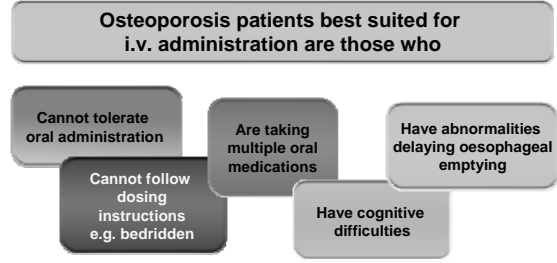 Osteoporosis patients best suited for
i.v. administration are those who
Cannot tolerate
oral administration
Cannot follow
dosing
instructions
e.g. bedridden
Are taking
multiple oral
medications
Have cognitive
difficulties
Have abnormalities
delaying oesophageal
emptying